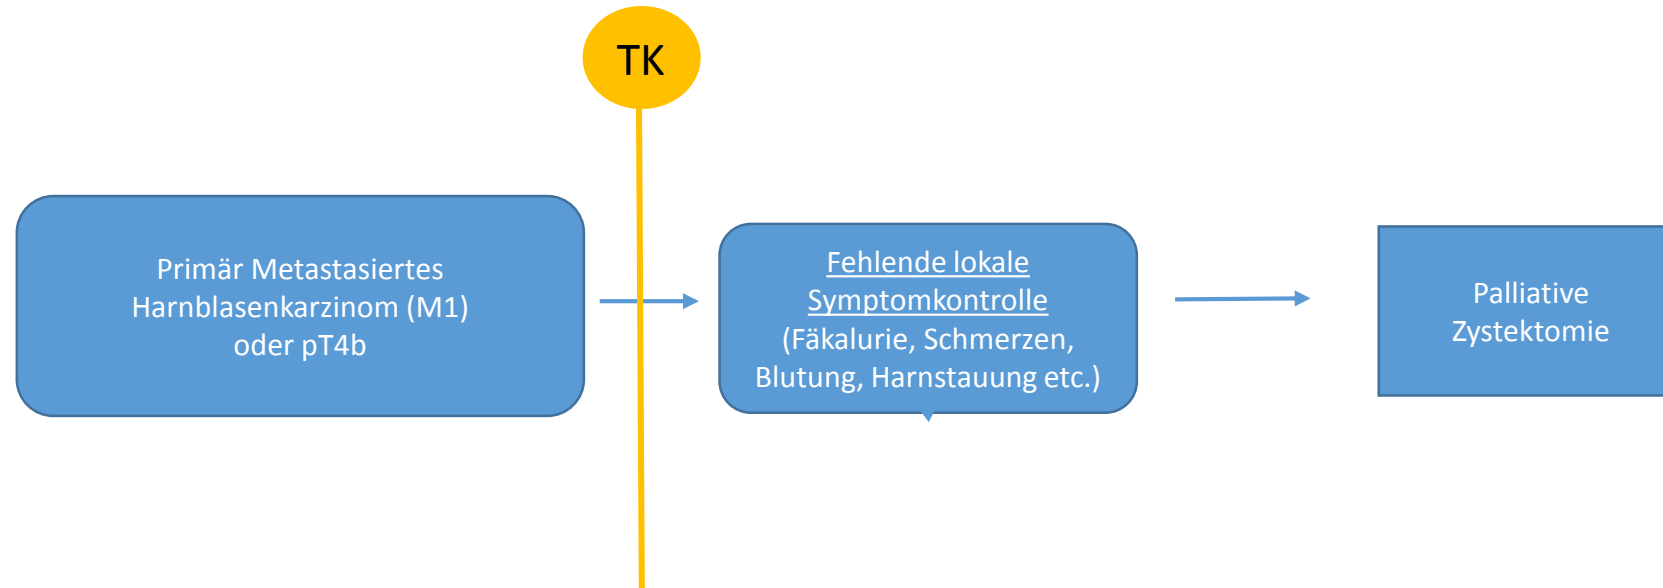 TK
Primär Metastasiertes
Harnblasenkarzinom (M1)
oder pT4b
Fehlende lokale
Symptomkontrolle
(Fäkalurie, Schmerzen,
Blutung, Harnstauung etc.)
Palliative
Zystektomie